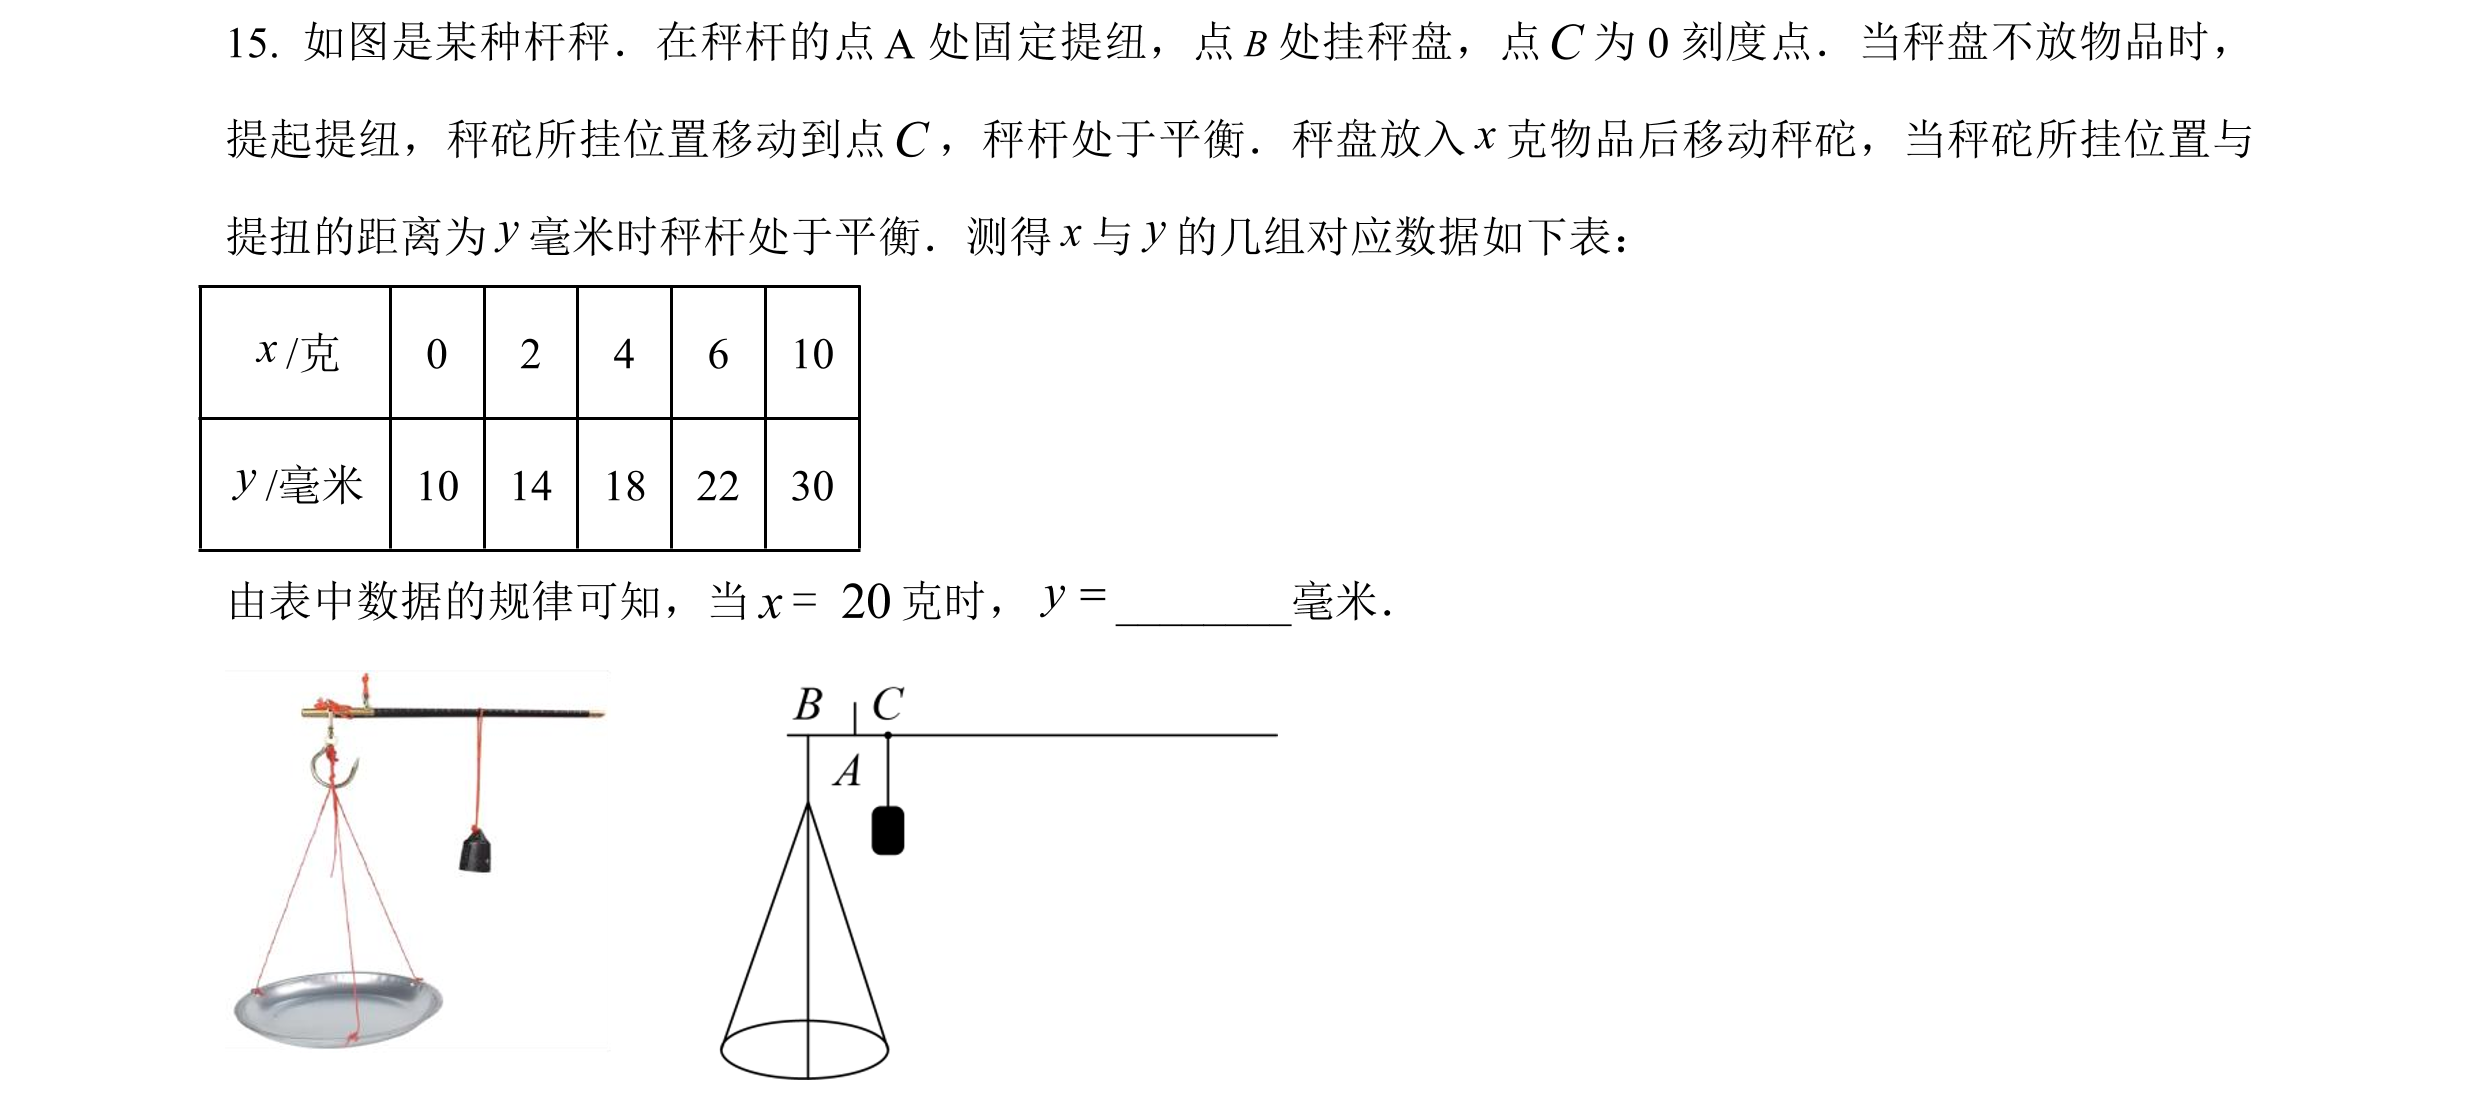 15. 如图是某种杆秤．在秤杆的点 A 处固定提纽，点 B 处挂秤盘，点 C 为 0 刻度点．当秤盘不放物品时，
提起提纽，秤砣所挂位置移动到点 C，秤杆处于平衡．秤盘放入 x 克物品后移动秤砣，当秤砣所挂位置与
提扭的距离为 y 毫米时秤杆处于平衡．测得 x 与 y 的几组对应数据如下表：
x /克 0 2 4 6 10
y /毫米 10 14 18 22 30
由表中数据的规律可知，当 x = 20 克时， y = ________毫米．
B C
A